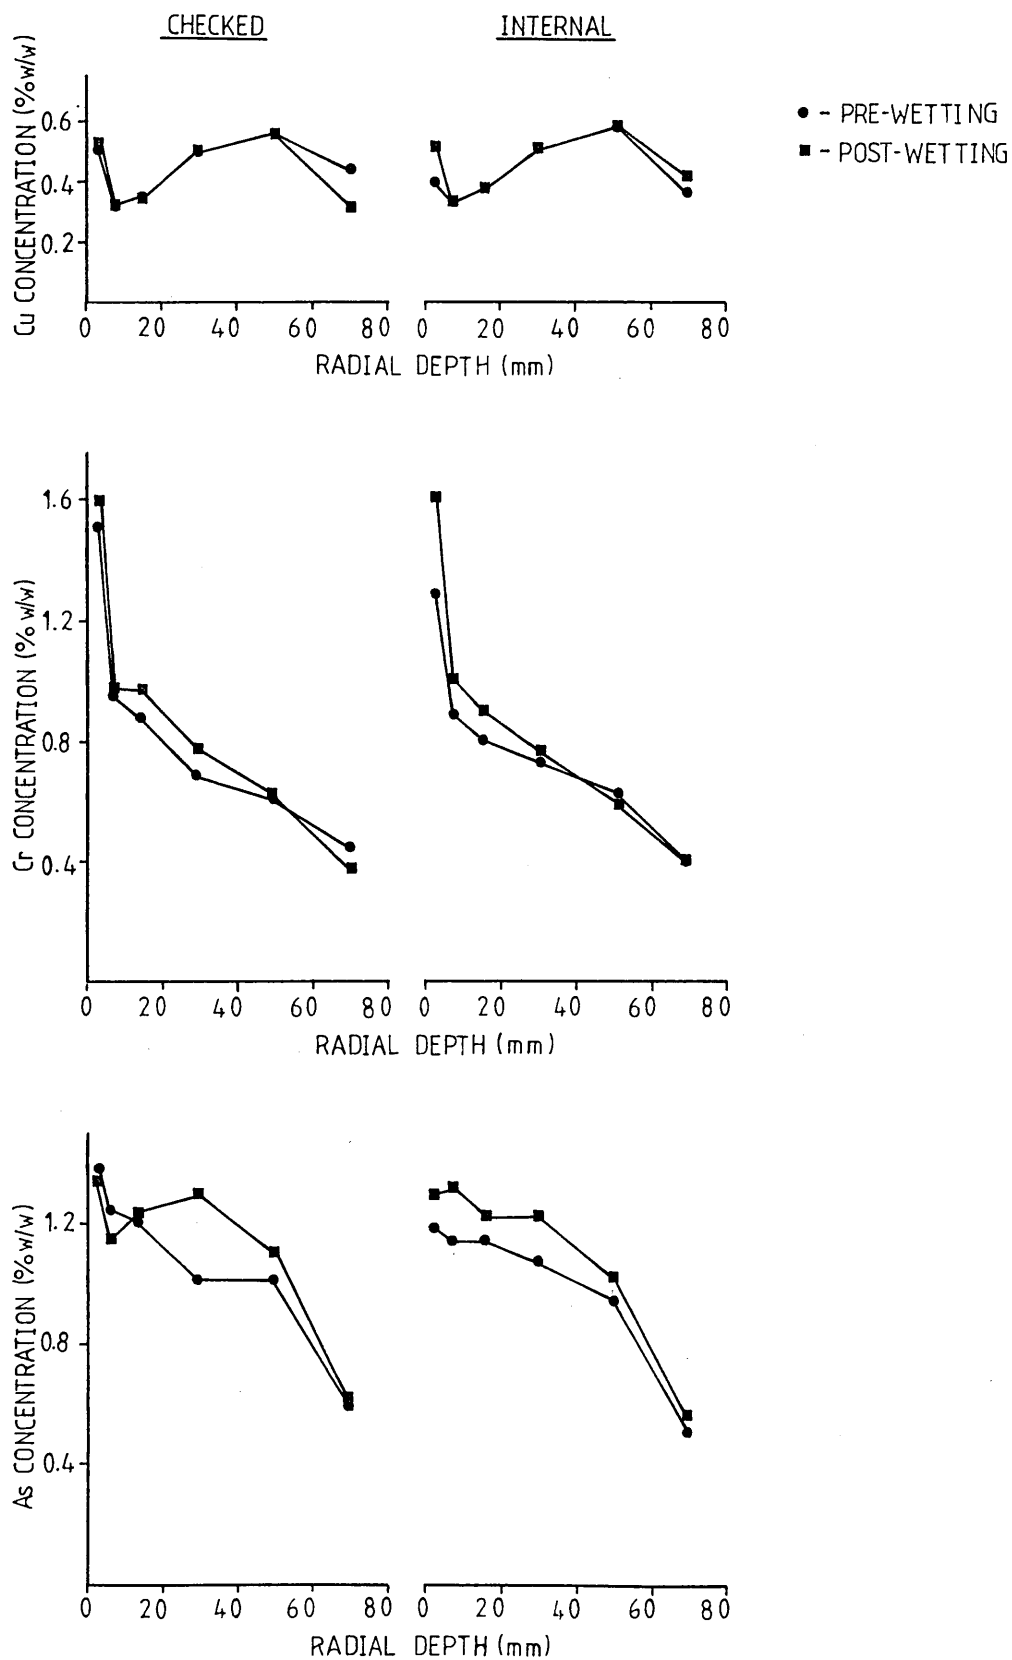 CHECKED
INTERNAL
● - PRE-WETTING
■ - POST-WETTING
Cu CONCENTRATION (% w/w)
0.6
0.4
0.2
0 20 40 60 80
0 20 40 60 80
RADIAL DEPTH (mm)
Cr CONCENTRATION (% w/w)
1.6
1.2
0.8
0.4
0 20 40 60 80
0 20 40 60 80
RADIAL DEPTH (mm)
As CONCENTRATION (% w/w)
1.2
0.8
0.4
0 20 40 60 80
0 20 40 60 80
RADIAL DEPTH (mm)